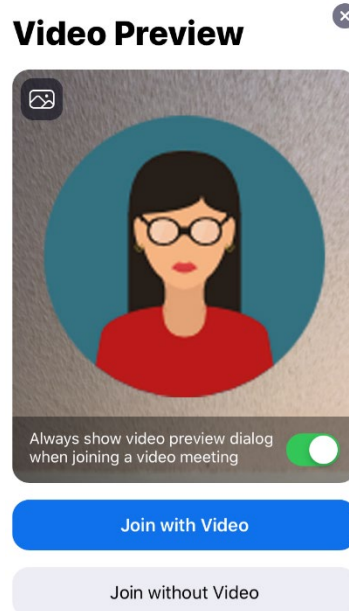 Video Preview
Always show video preview dialog
when joining a video meeting
Join with Video
Join without Video